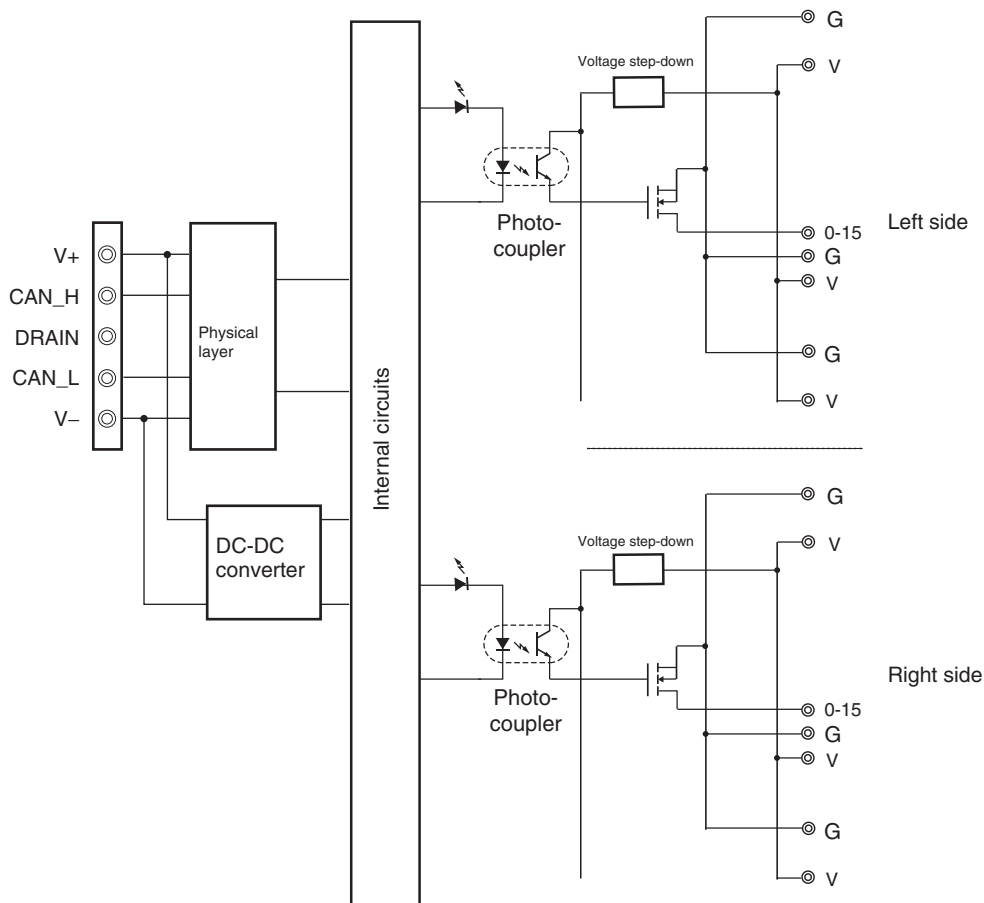 G
Voltage step-down
V
Photo-
coupler
0-15
Left side
G
V
G
V
V+
CAN_H
DRAIN
CAN_L
V−
Physical
layer
DC-DC
converter
Internal circuits
G
Voltage step-down
V
Photo-
coupler
Right side
0-15
G
V
G
V